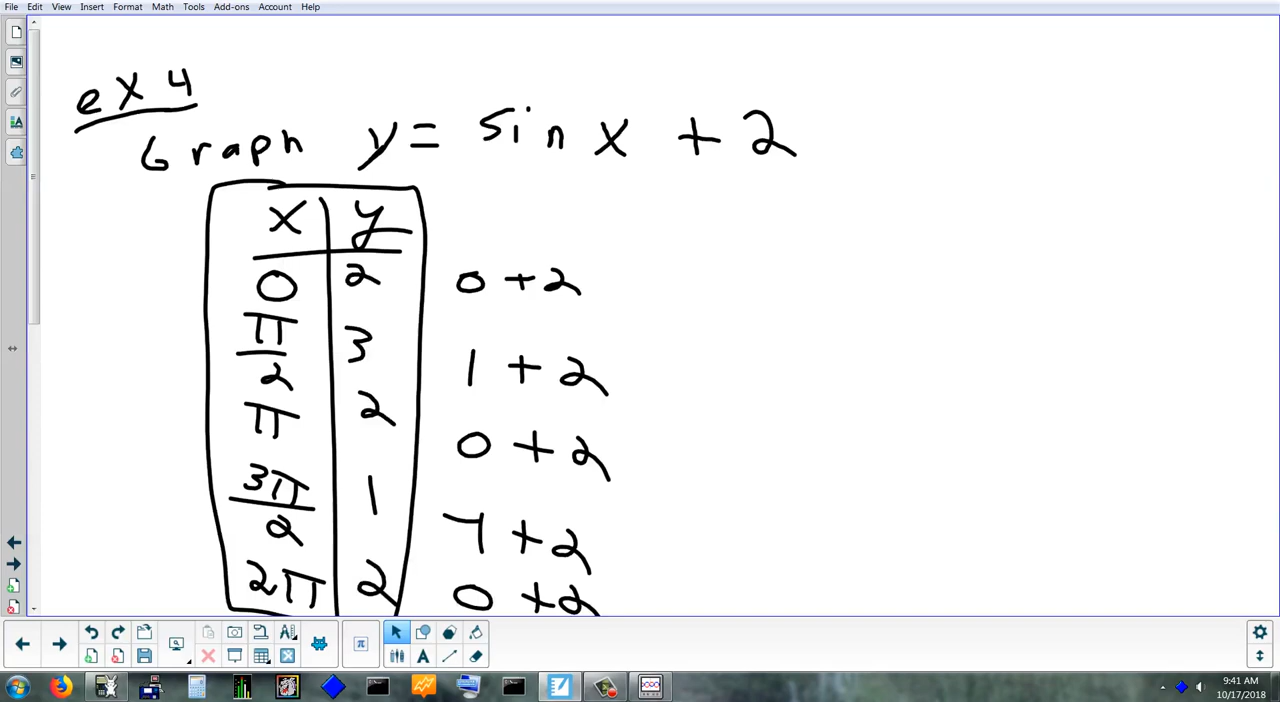 File Edit View Insert Format Math Tools Add-ons Account Help
ex 4
Graph y = sin x + 2
x y
0 2 0 + 2
π/2 3 1 + 2
π 2 0 + 2
3π/2 1 -1 + 2
2π 2 0 + 2
π
A
9:41 AM
10/17/2018